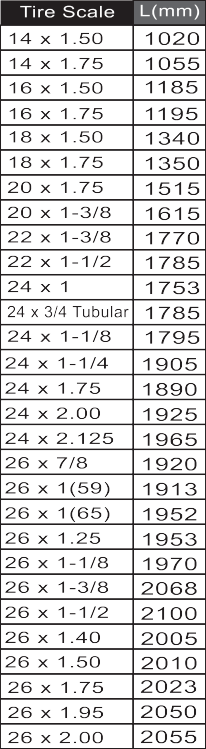 Tire Scale L(mm)
14 x 1.50 1020
14 x 1.75 1055
16 x 1.50 1185
16 x 1.75 1195
18 x 1.50 1340
18 x 1.75 1350
20 x 1.75 1515
20 x 1-3/8 1615
22 x 1-3/8 1770
22 x 1-1/2 1785
24 x 1 1753
24 x 3/4 Tubular 1785
24 x 1-1/8 1795
24 x 1-1/4 1905
24 x 1.75 1890
24 x 2.00 1925
24 x 2.125 1965
26 x 7/8 1920
26 x 1(59) 1913
26 x 1(65) 1952
26 x 1.25 1953
26 x 1-1/8 1970
26 x 1-3/8 2068
26 x 1-1/2 2100
26 x 1.40 2005
26 x 1.50 2010
26 x 1.75 2023
26 x 1.95 2050
26 x 2.00 2055